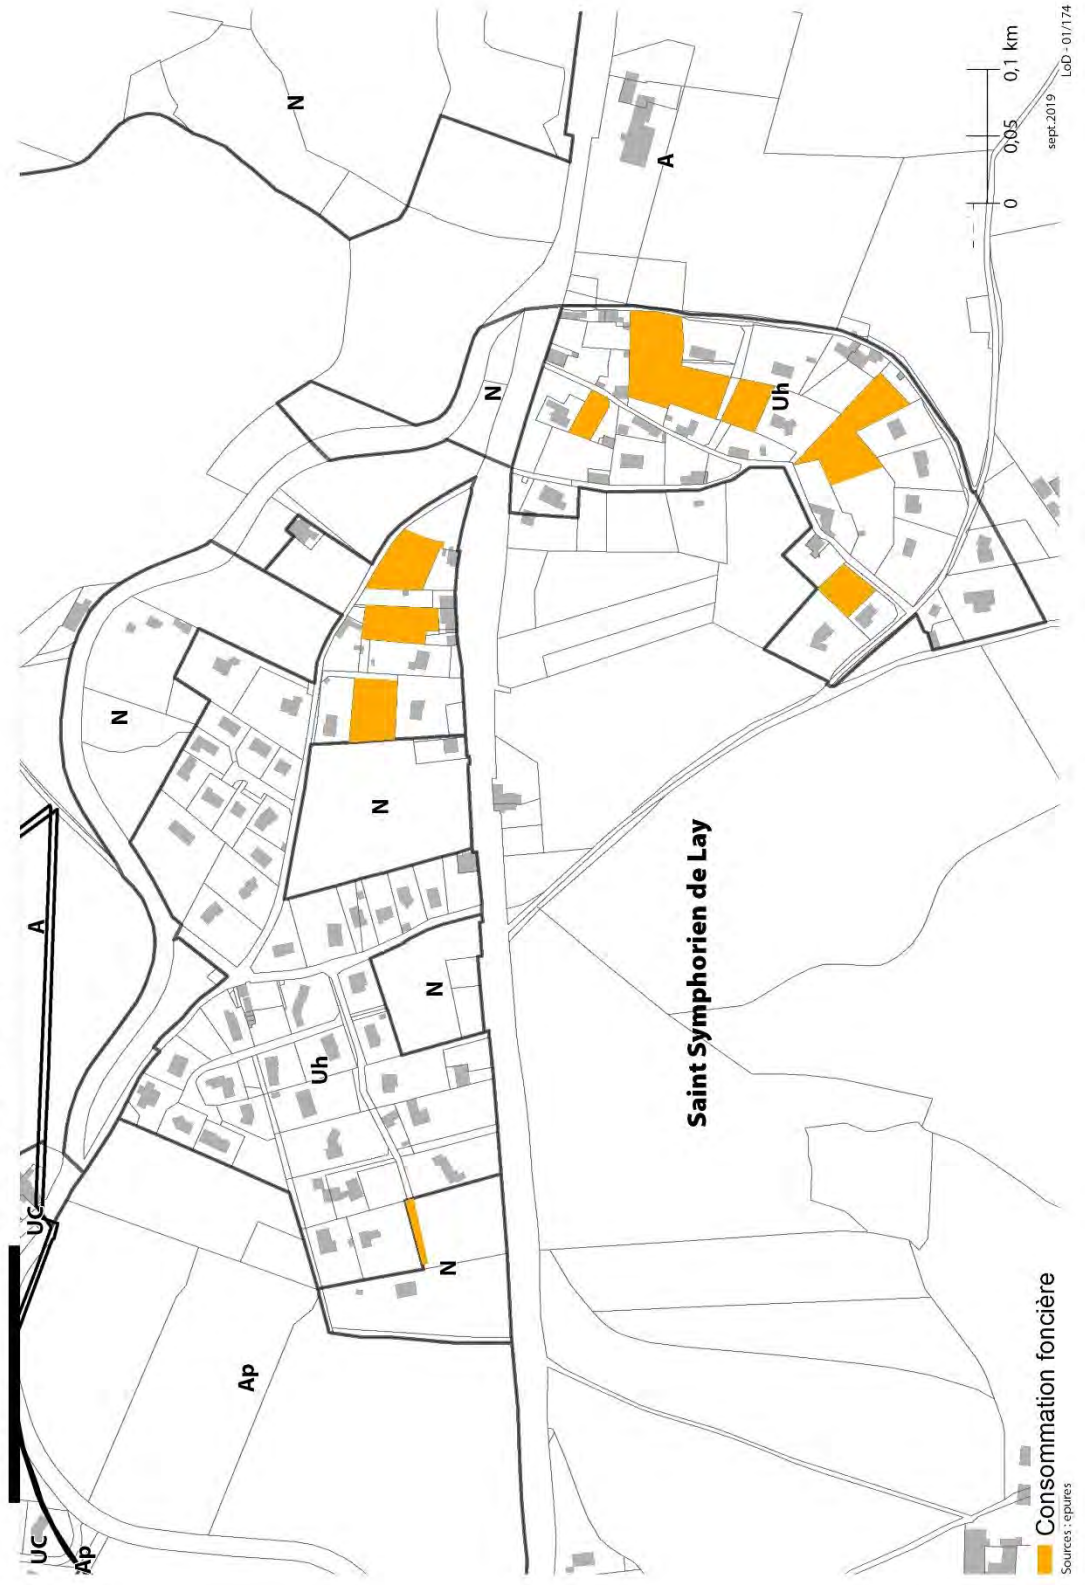 UC
A
UC
Ap
N
N
N
N
N
Uh
N
N
Ap
A
Uh
Saint Symphorien de Lay
0
0,05
0,1 km
sept.2019
LoD - 01/174
Consommation foncière
Sources : epures